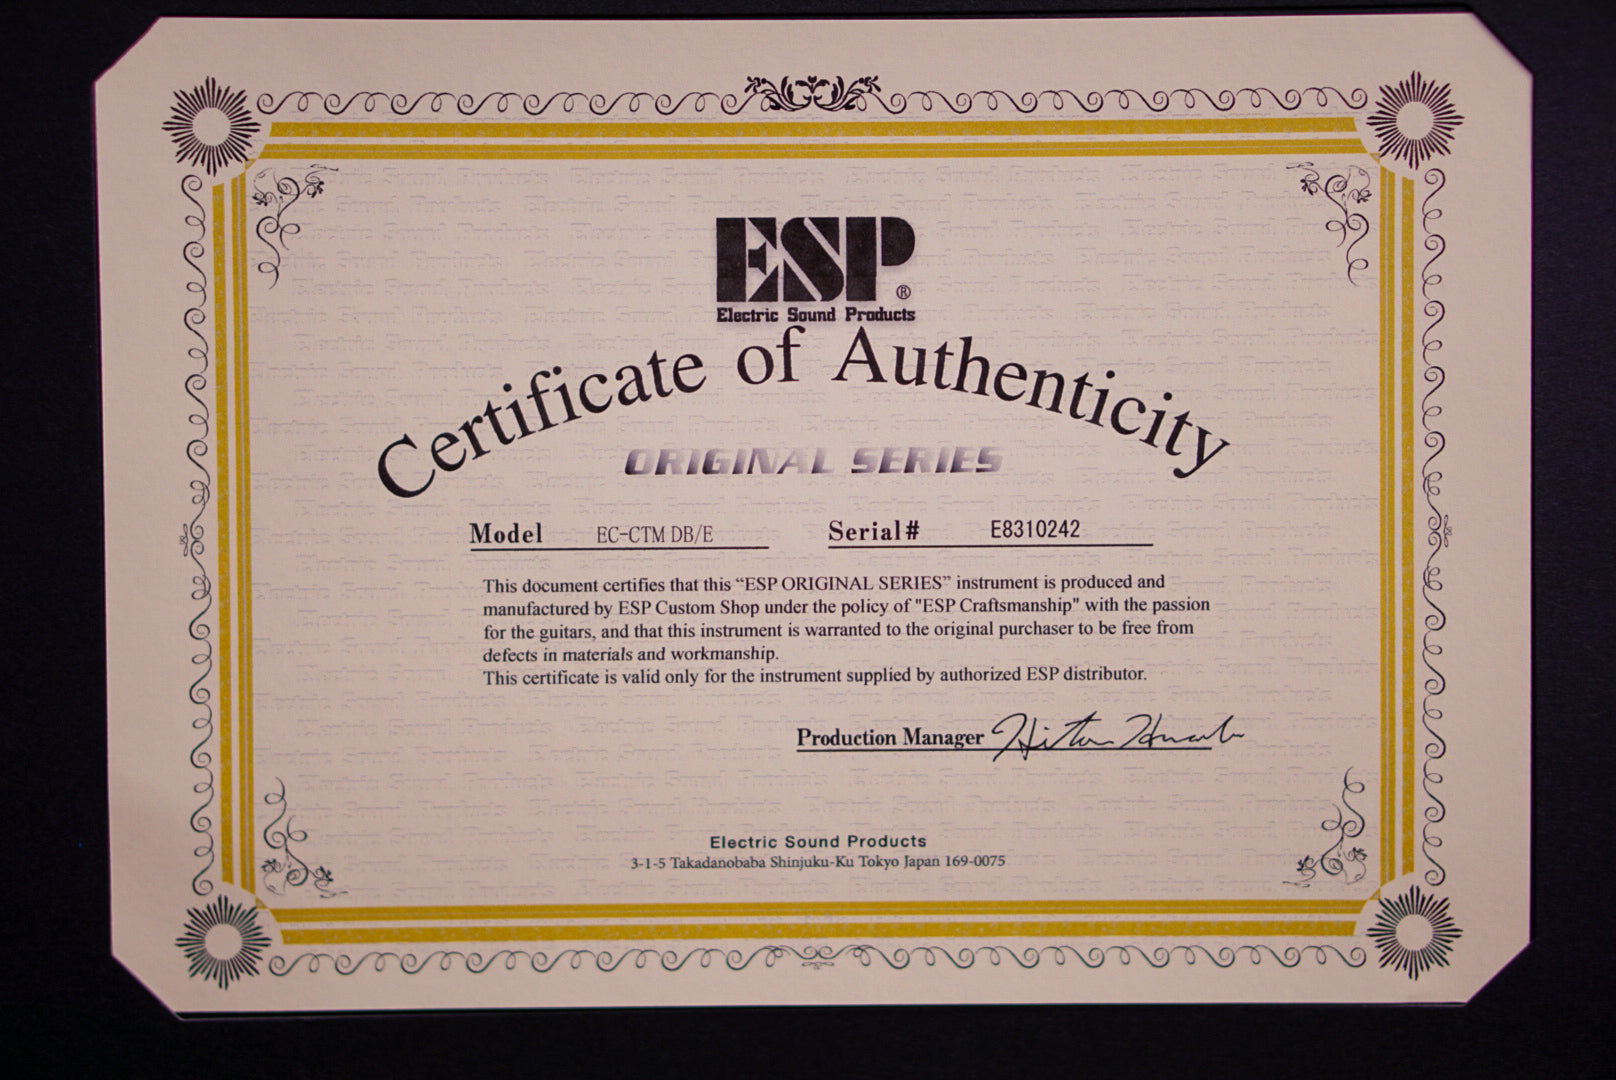 ESP®
Electric Sound Products
Certificate of Authenticity
ORIGINAL SERIES
Model EC-CTM DB/E Serial# E8310242
This document certifies that this “ESP ORIGINAL SERIES” instrument is produced and
manufactured by ESP Custom Shop under the policy of "ESP Craftsmanship" with the passion
for the guitars, and that this instrument is warranted to the original purchaser to be free from
defects in materials and workmanship.
This certificate is valid only for the instrument supplied by authorized ESP distributor.
Production Manager
Electric Sound Products
3-1-5 Takadanobaba Shinjuku-Ku Tokyo Japan 169-0075